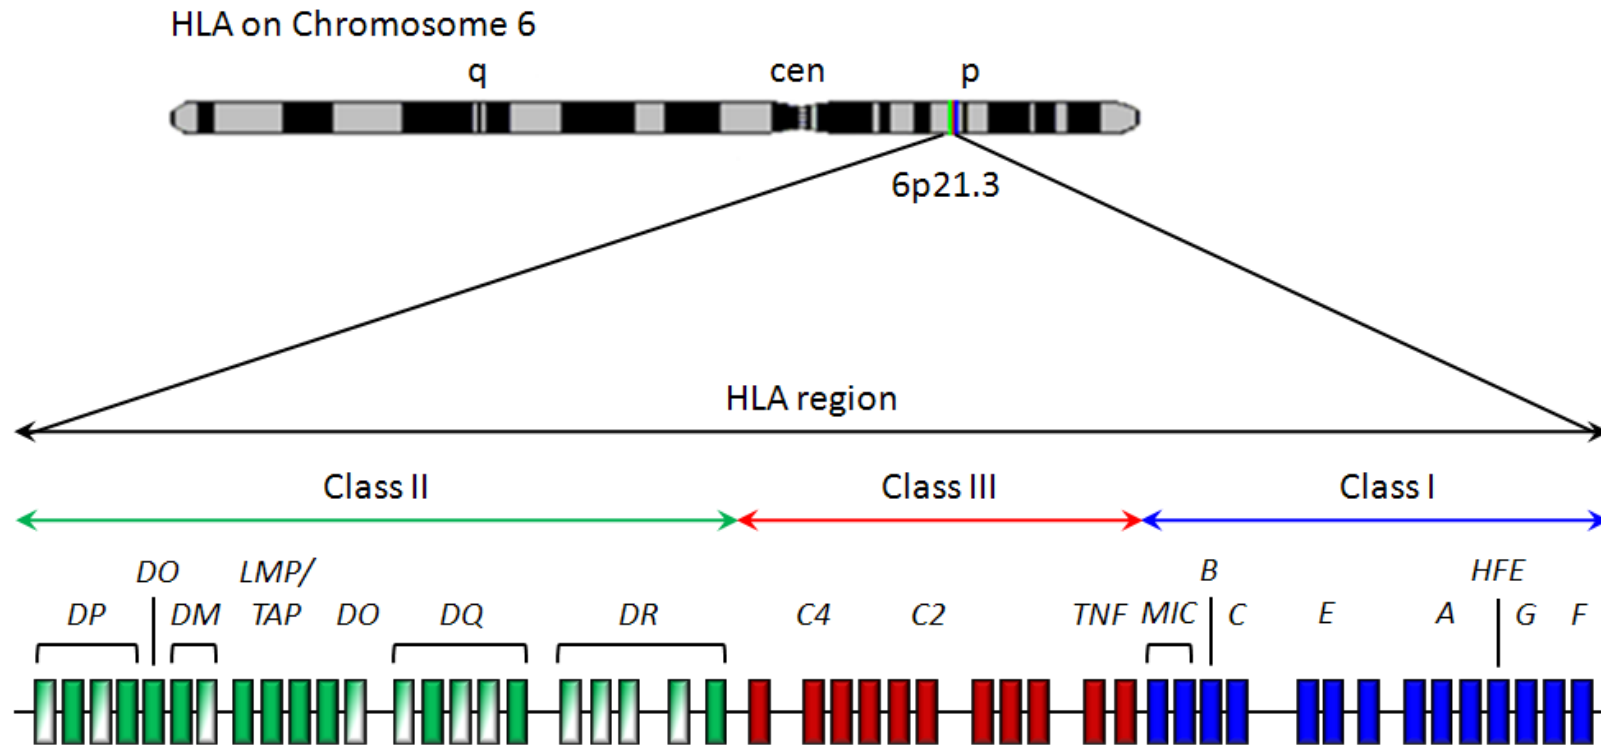 HLA on Chromosome 6
q cen p
6p21.3
HLA region
Class II Class III Class I
DO LMP/ B HFE
DP DM TAP DO DQ DR C4 C2 TNF MIC C E A G F